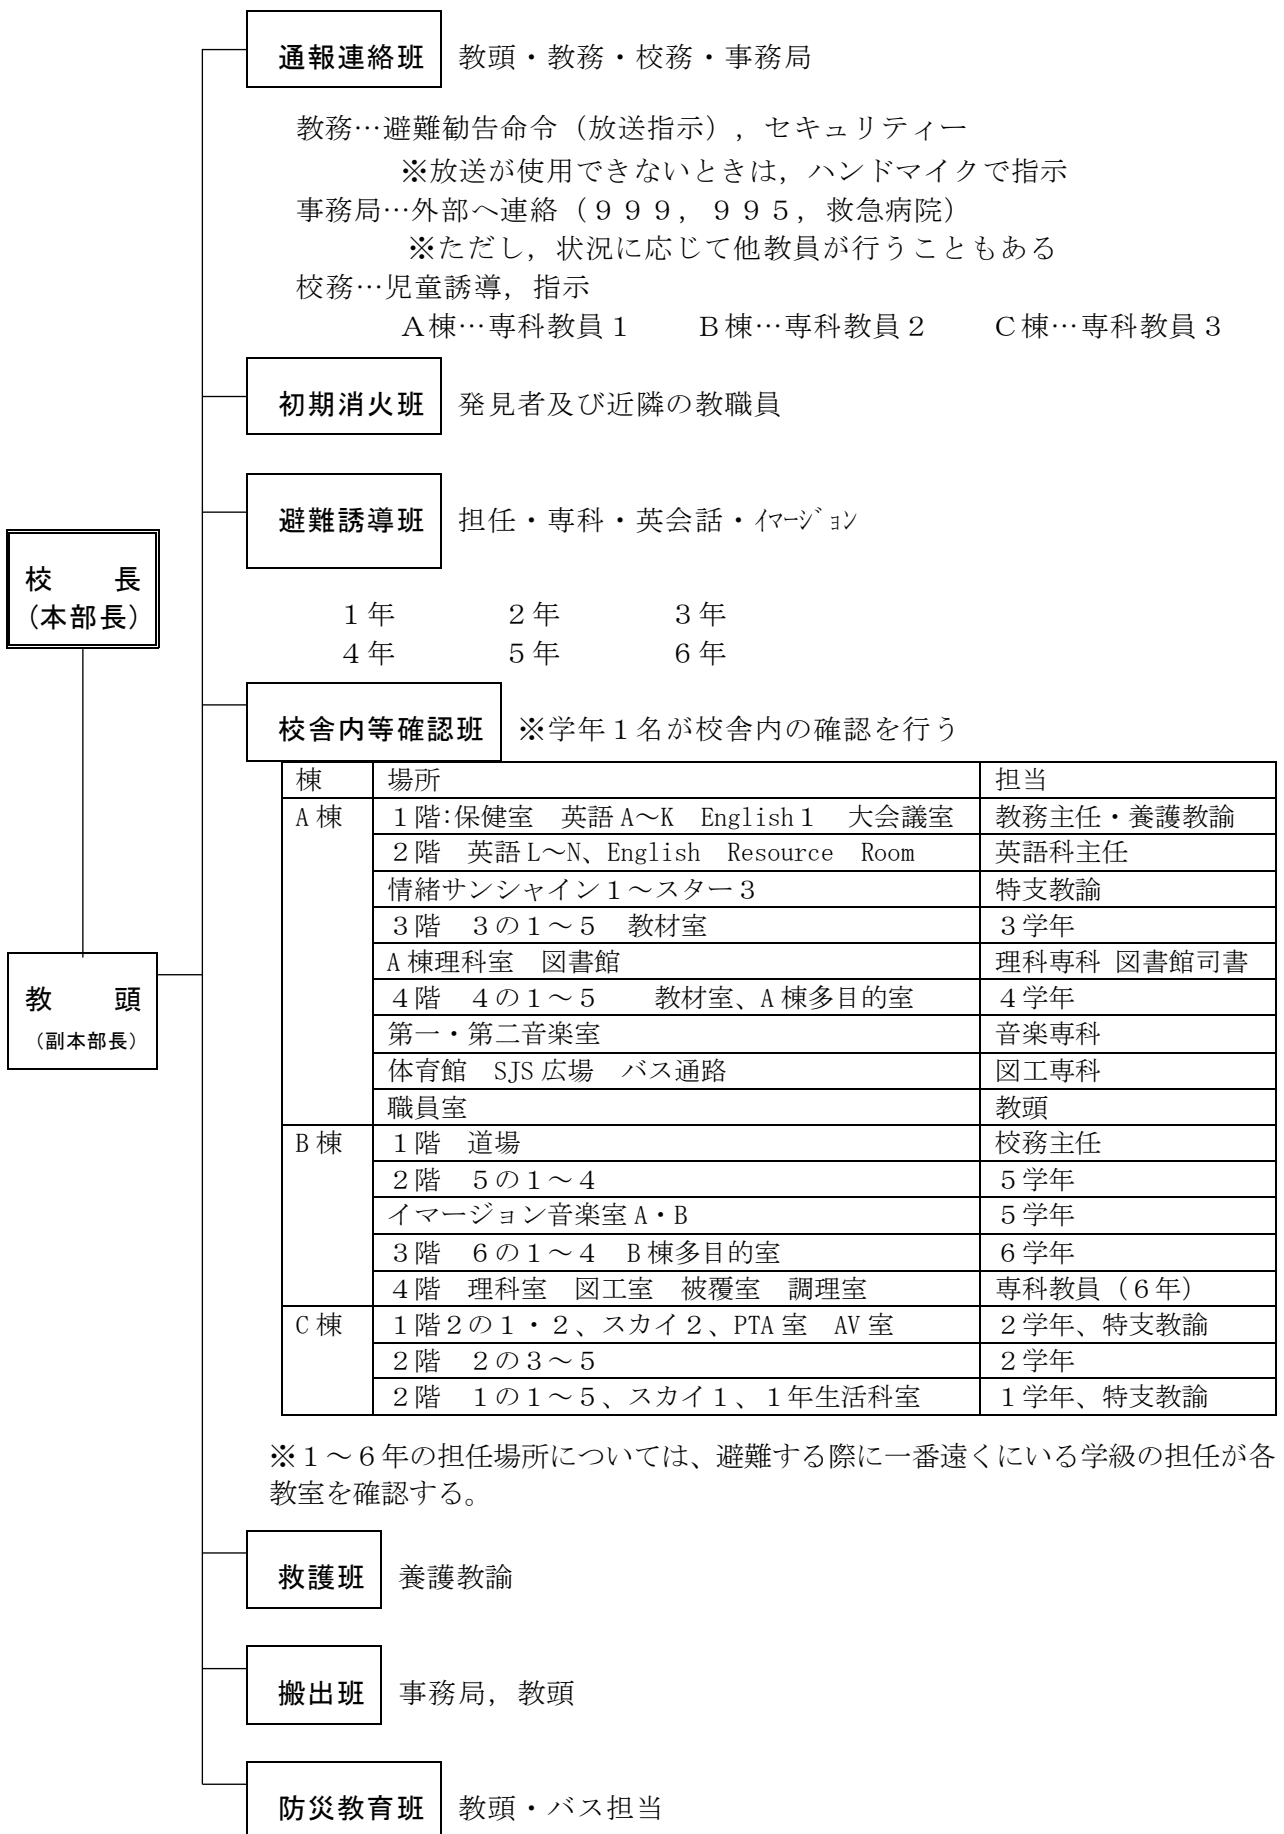 通報連絡班 教頭・教務・校務・事務局
教務…避難勧告命令（放送指示），セキュリティー
※放送が使用できないときは，ハンドマイクで指示
事務局…外部へ連絡（９９９，９９５，救急病院）
※ただし，状況に応じて他教員が行うこともある
校務…児童誘導，指示
Ａ棟…専科教員１　　Ｂ棟…専科教員２　　Ｃ棟…専科教員３
初期消火班 発見者及び近隣の教職員
避難誘導班 担任・専科・英会話・ｲﾏｰｼﾞｮﾝ
校　長
（本部長）
１年　　２年　　３年
４年　　５年　　６年
校舎内等確認班 ※学年１名が校舎内の確認を行う
棟 場所 担当
A棟 １階:保健室　英語A～K　English１　大会議室 教務主任・養護教諭
２階　英語L～N、English　Resource　Room 英語科主任
情緒サンシャイン１～スター３ 特支教諭
３階　３の１～５　教材室 ３学年
A棟理科室　図書館 理科専科 図書館司書
４階　４の１～５　　教材室、A棟多目的室 ４学年
第一・第二音楽室 音楽専科
体育館　SJS広場　バス通路 図工専科
職員室 教頭
教　頭
（副本部長）
B棟 １階　道場 校務主任
２階　５の１～４ ５学年
イマージョン音楽室A・B ５学年
３階　６の１～４　B棟多目的室 ６学年
４階　理科室　図工室　被覆室　調理室 専科教員（６年）
C棟 １階２の１・２、スカイ２、PTA室　AV室 ２学年、特支教諭
２階　２の３～５ ２学年
２階　１の１～５、スカイ１、１年生活科室 １学年、特支教諭
※１～６年の担任場所については、避難する際に一番遠くにいる学級の担任が各
教室を確認する。
救護班 養護教諭
搬出班 事務局，教頭
防災教育班 教頭・バス担当